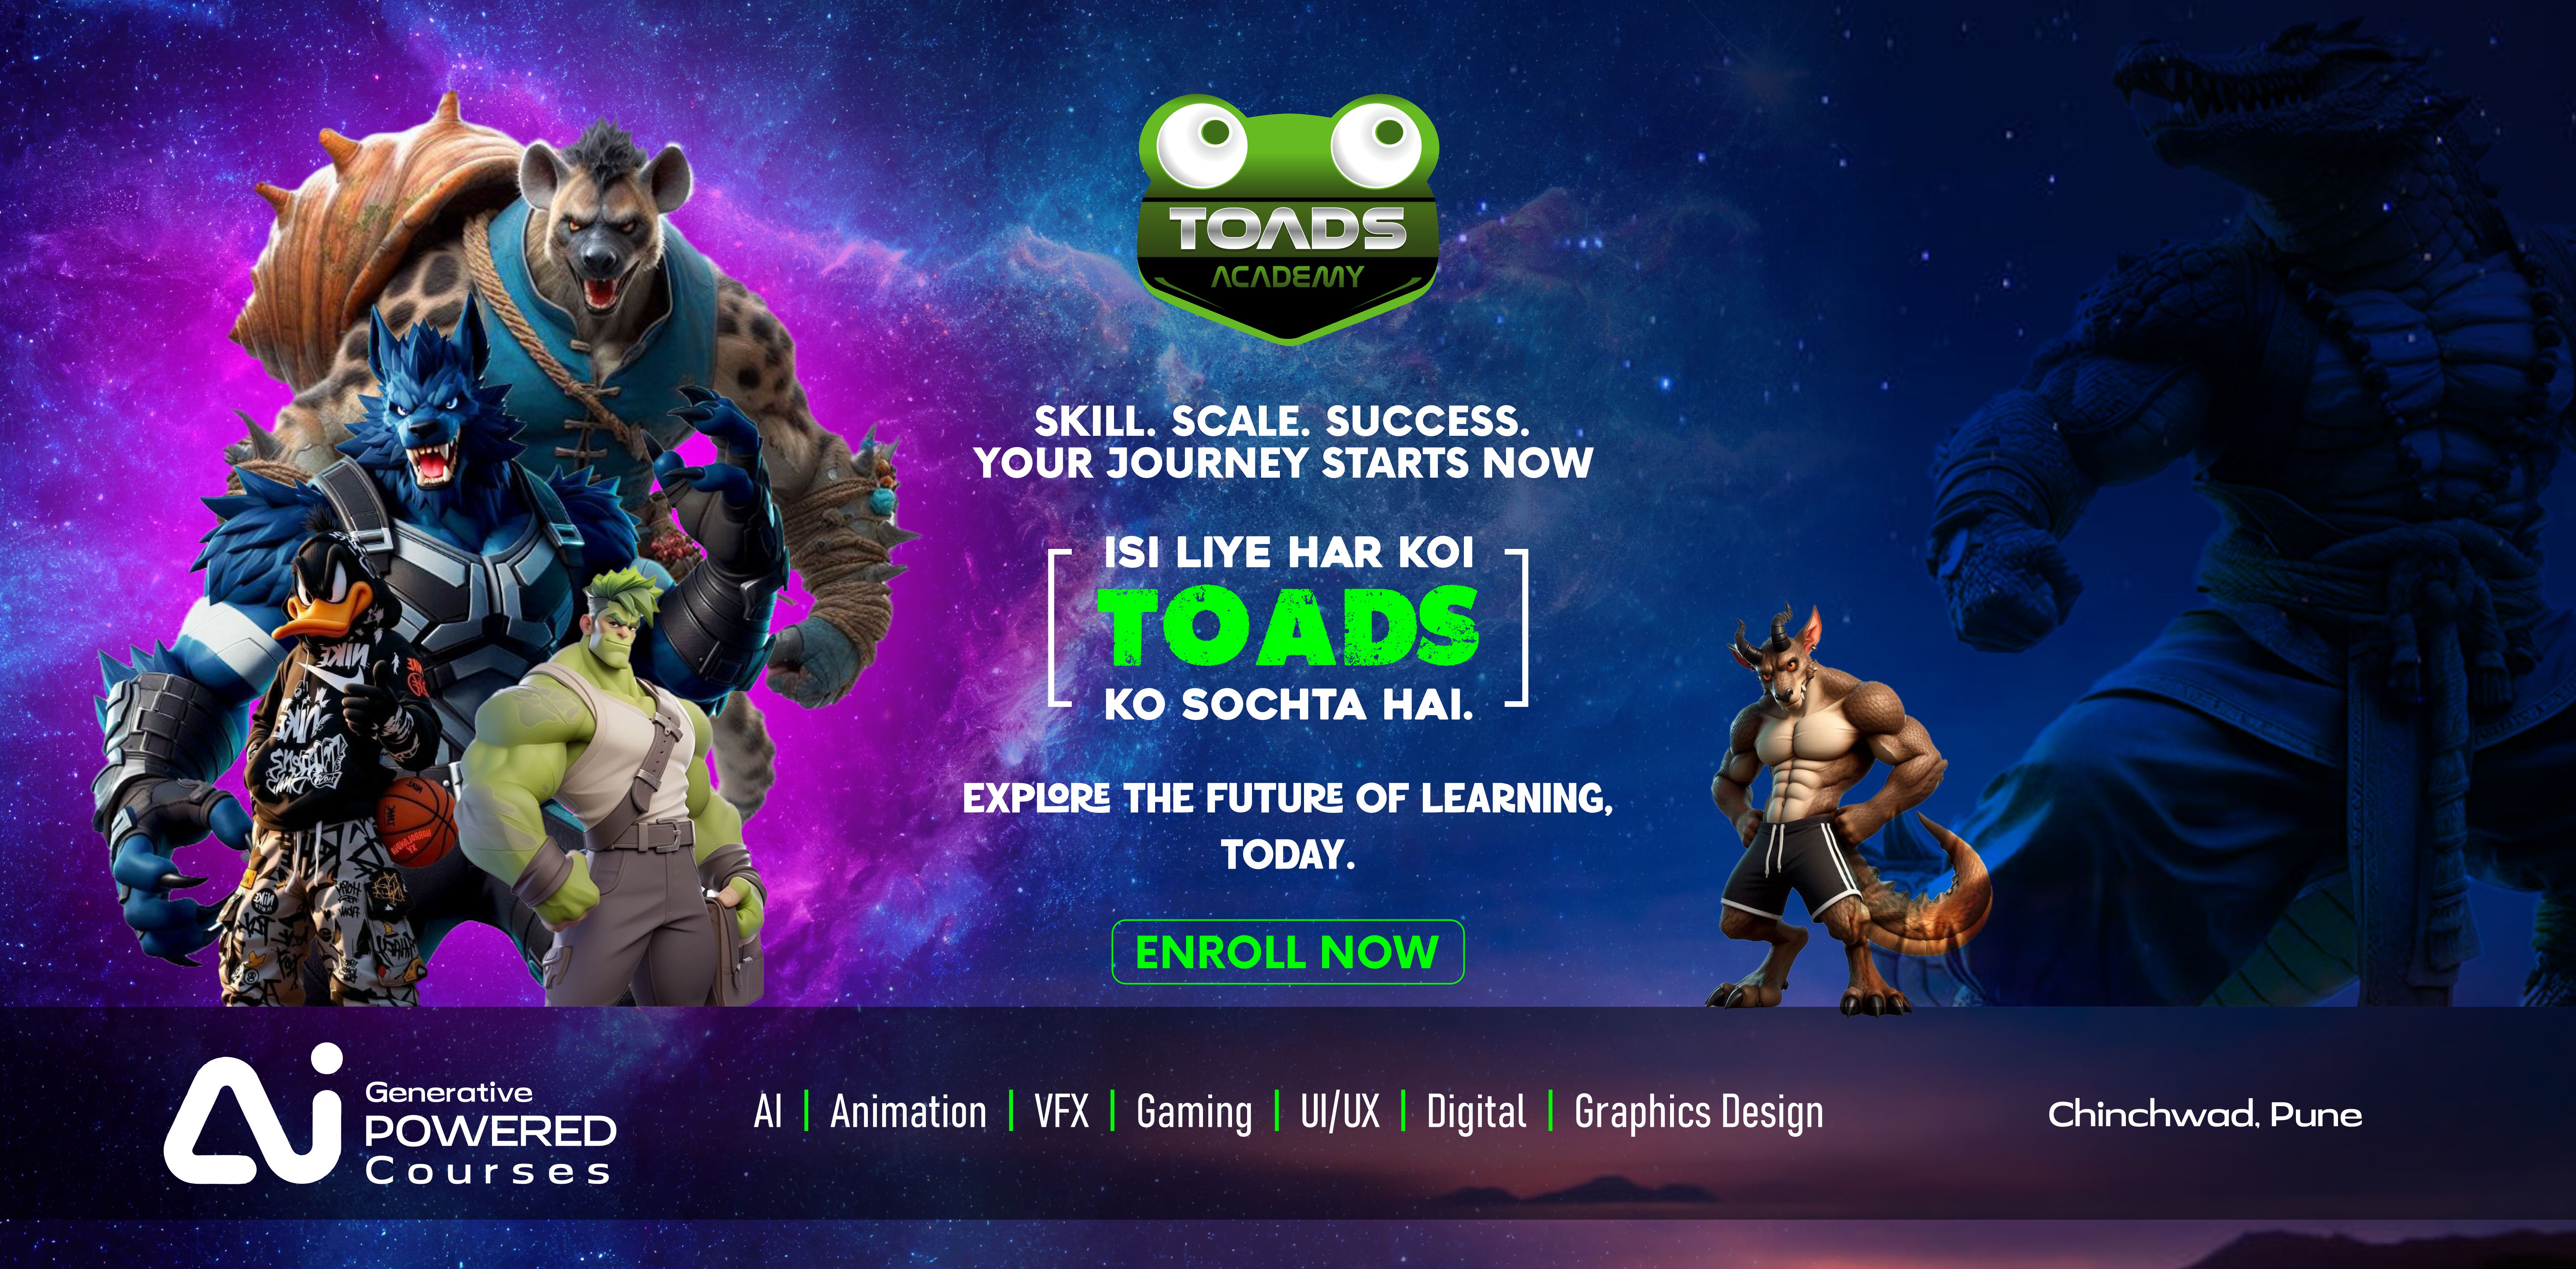 TOADS
ACADEMY
SKILL. SCALE. SUCCESS.
YOUR JOURNEY STARTS NOW
ISI LIYE HAR KOI
TOADS
KO SOCHTA HAI.
EXPLORE THE FUTURE OF LEARNING,
TODAY.
ENROLL NOW
Ai
Generative
POWERED
Courses
AI | Animation | VFX | Gaming | UI/UX | Digital | Graphics Design
Chinchwad, Pune
NIKE